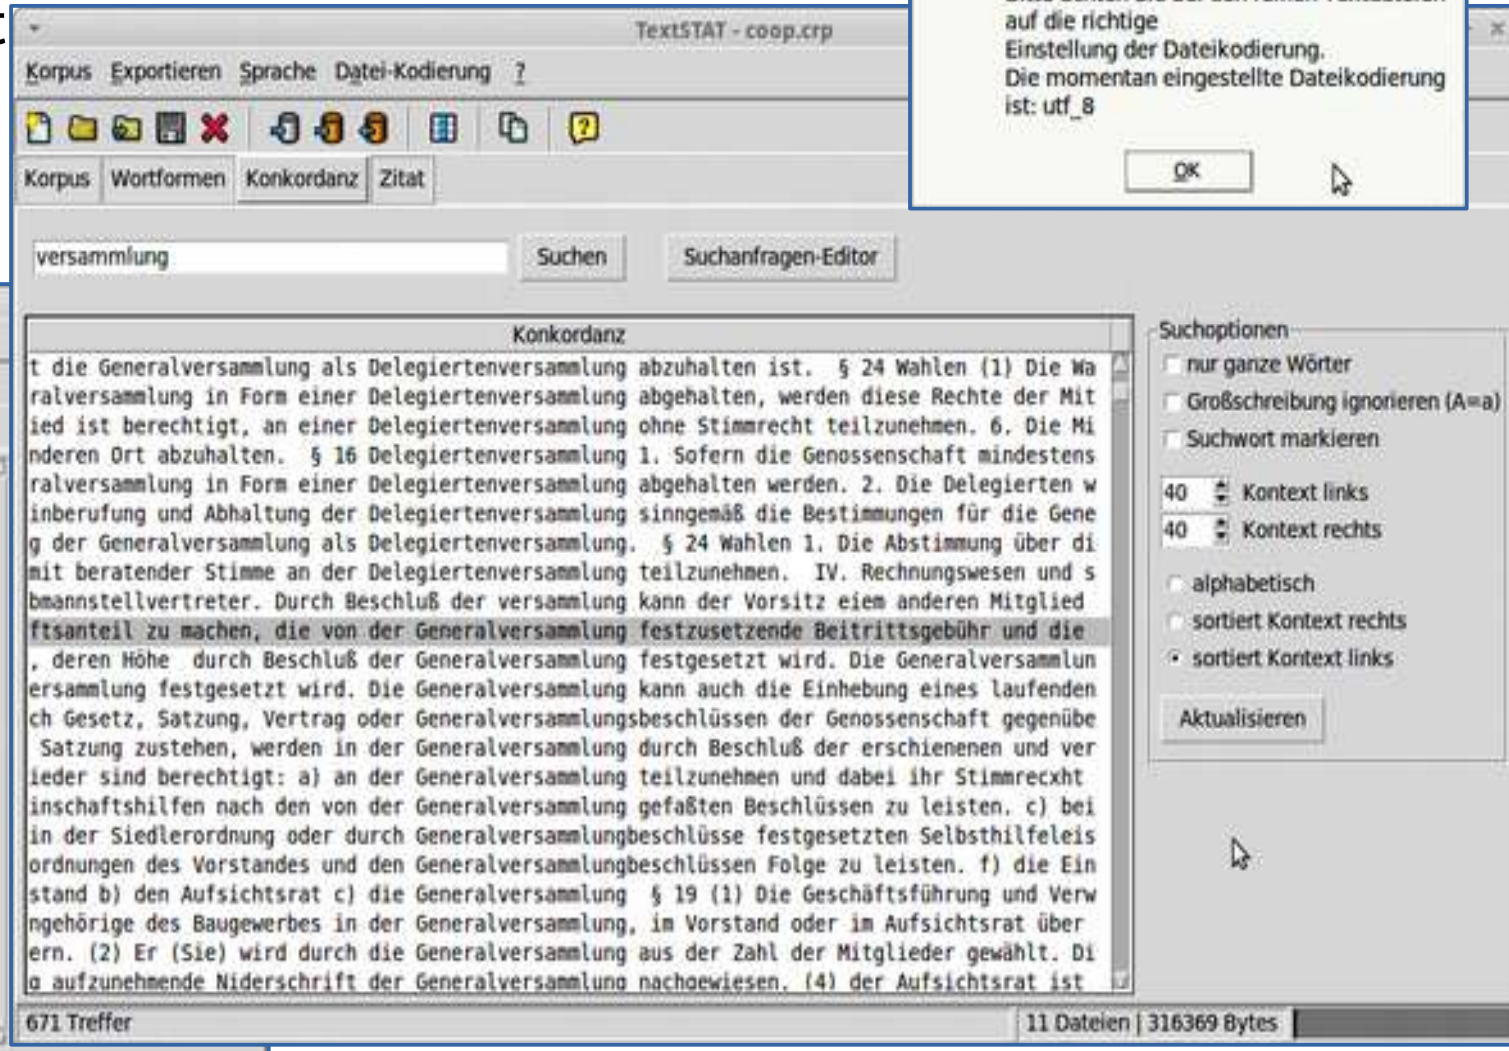 t
TextSTAT - coop.crp
auf die richtige
Einstellung der Dateikodierung.
Die momentan eingestellte Dateikodierung
ist: utf_8
OK
Korpus Exportieren Sprache Datei-Kodierung ?
Korpus Wortformen Konkordanz Zitat
versammlung Suchen Suchanfragen-Editor
Konkordanz
t die Generalversammlung als Delegiertenversammlung abzuhalten ist. § 24 Wahlen (1) Die Wa
ralversammlung in Form einer Delegiertenversammlung abgehalten, werden diese Rechte der Mit
ied ist berechtigt, an einer Delegiertenversammlung ohne Stimmrecht teilzunehmen. 6. Die Mi
nderen Ort abzuhalten. § 16 Delegiertenversammlung 1. Sofern die Genossenschaft mindestens
ralversammlung in Form einer Delegiertenversammlung abgehalten werden. 2. Die Delegierten w
inberufung und Abhaltung der Delegiertenversammlung sinngemäß die Bestimmungen für die Gene
g der Generalversammlung als Delegiertenversammlung. § 24 Wahlen 1. Die Abstimmung über di
mit beratender Stimme an der Delegiertenversammlung teilzunehmen. IV. Rechnungswesen und s
bmannstellvertreter. Durch Beschluß der versammlung kann der Vorsitz eiem anderen Mitglied
ftsanteil zu machen, die von der Generalversammlung festzusetzende Beitrittsgebühr und die
, deren Höhe durch Beschluß der Generalversammlung festgesetzt wird. Die Generalversammlun
ersammlung festgesetzt wird. Die Generalversammlung kann auch die Einhebung eines laufenden
ch Gesetz, Satzung, Vertrag oder Generalversammlungsbeschlüssen der Genossenschaft gegenübe
Satzung zustehen, werden in der Generalversammlung durch Beschluß der erschienenen und ver
ieder sind berechtigt: a) an der Generalversammlung teilzunehmen und dabei ihr Stimmrecxht
inschaftshilfen nach den von der Generalversammlung gefaßten Beschlüssen zu leisten. c) bei
in der Siedlerordnung oder durch Generalversammlungbeschlüsse festgesetzten Selbsthilfeleis
ordnungen des Vorstandes und den Generalversammlungbeschlüssen Folge zu leisten. f) die Ein
stand b) den Aufsichtsrat c) die Generalversammlung § 19 (1) Die Geschäftsführung und Verw
ngehörige des Baugewerbes in der Generalversammlung, im Vorstand oder im Aufsichtsrat über
ern. (2) Er (Sie) wird durch die Generalversammlung aus der Zahl der Mitglieder gewählt. Di
g aufzunehmende Niderschrift der Generalversammlung nachgewiesen. (4) der Aufsichtsrat ist
Suchoptionen
nur ganze Wörter
Großschreibung ignorieren (A=a)
Suchwort markieren
40 Kontext links
40 Kontext rechts
alphabetisch
sortiert Kontext rechts
sortiert Kontext links
Aktualisieren
671 Treffer 11 Dateien | 316369 Bytes